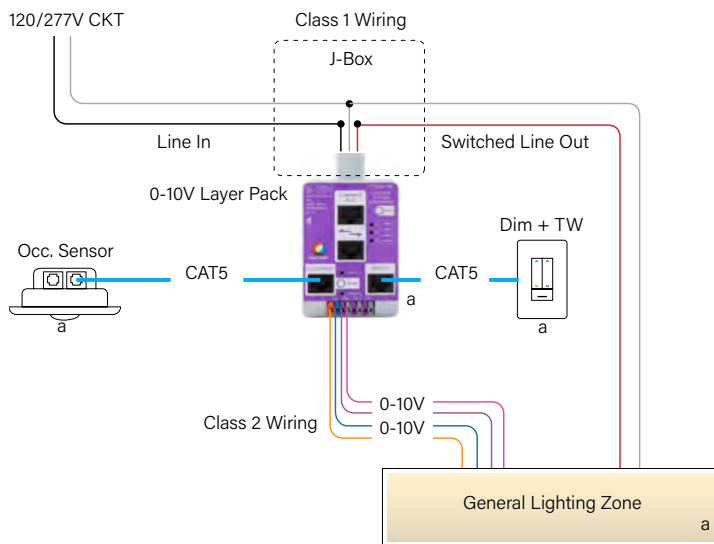 120/277V CKT
Class 1 Wiring
J-Box
Line In
Switched Line Out
0-10V Layer Pack
Dim + TW
Occ. Sensor
CAT5
CAT5
a
a
a
0-10V
Class 2 Wiring
0-10V
General Lighting Zone
a